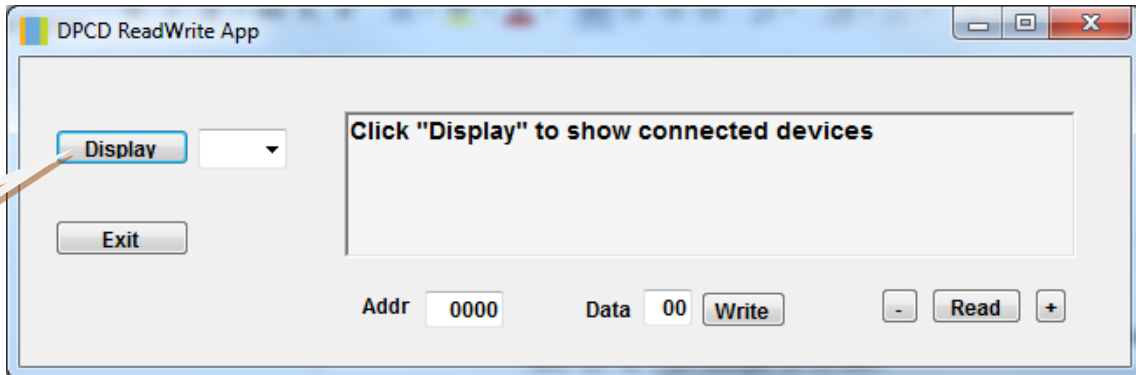 DPCD ReadWrite App
Click "Display" to show connected devices
Display
Exit
Addr 0000 Data 00 Write - Read +